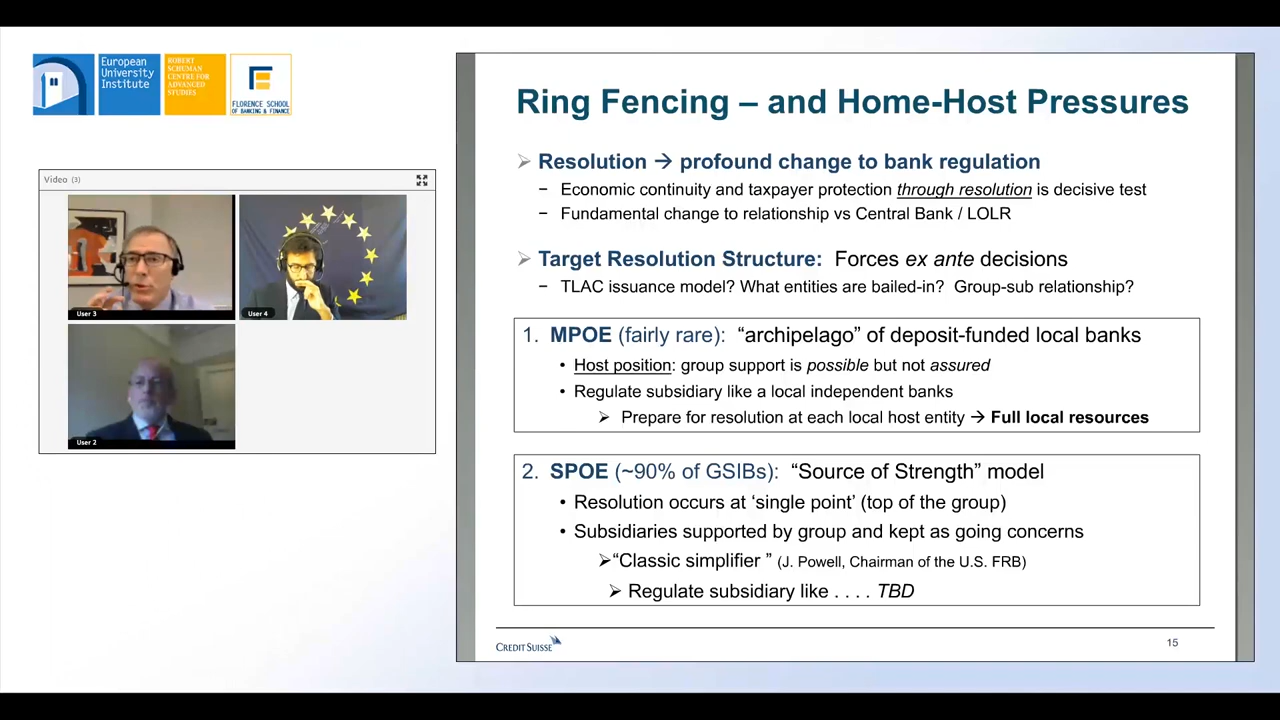 European
University
Institute
ROBERT
SCHUMAN
CENTRE FOR
ADVANCED
STUDIES
FLORENCE SCHOOL
OF BANKING & FINANCE
Video (3)
User 3
User 4
User 2
Ring Fencing – and Home-Host Pressures
➢ Resolution → profound change to bank regulation
− Economic continuity and taxpayer protection through resolution is decisive test
− Fundamental change to relationship vs Central Bank / LOLR
➢ Target Resolution Structure: Forces ex ante decisions
− TLAC issuance model? What entities are bailed-in? Group-sub relationship?
1. MPOE (fairly rare): “archipelago” of deposit-funded local banks
• Host position: group support is possible but not assured
• Regulate subsidiary like a local independent banks
➢ Prepare for resolution at each local host entity → Full local resources
2. SPOE (~90% of GSIBs): “Source of Strength” model
• Resolution occurs at ‘single point’ (top of the group)
• Subsidiaries supported by group and kept as going concerns
➢“Classic simplifier ” (J. Powell, Chairman of the U.S. FRB)
➢ Regulate subsidiary like . . . . TBD
CREDIT SUISSE
15